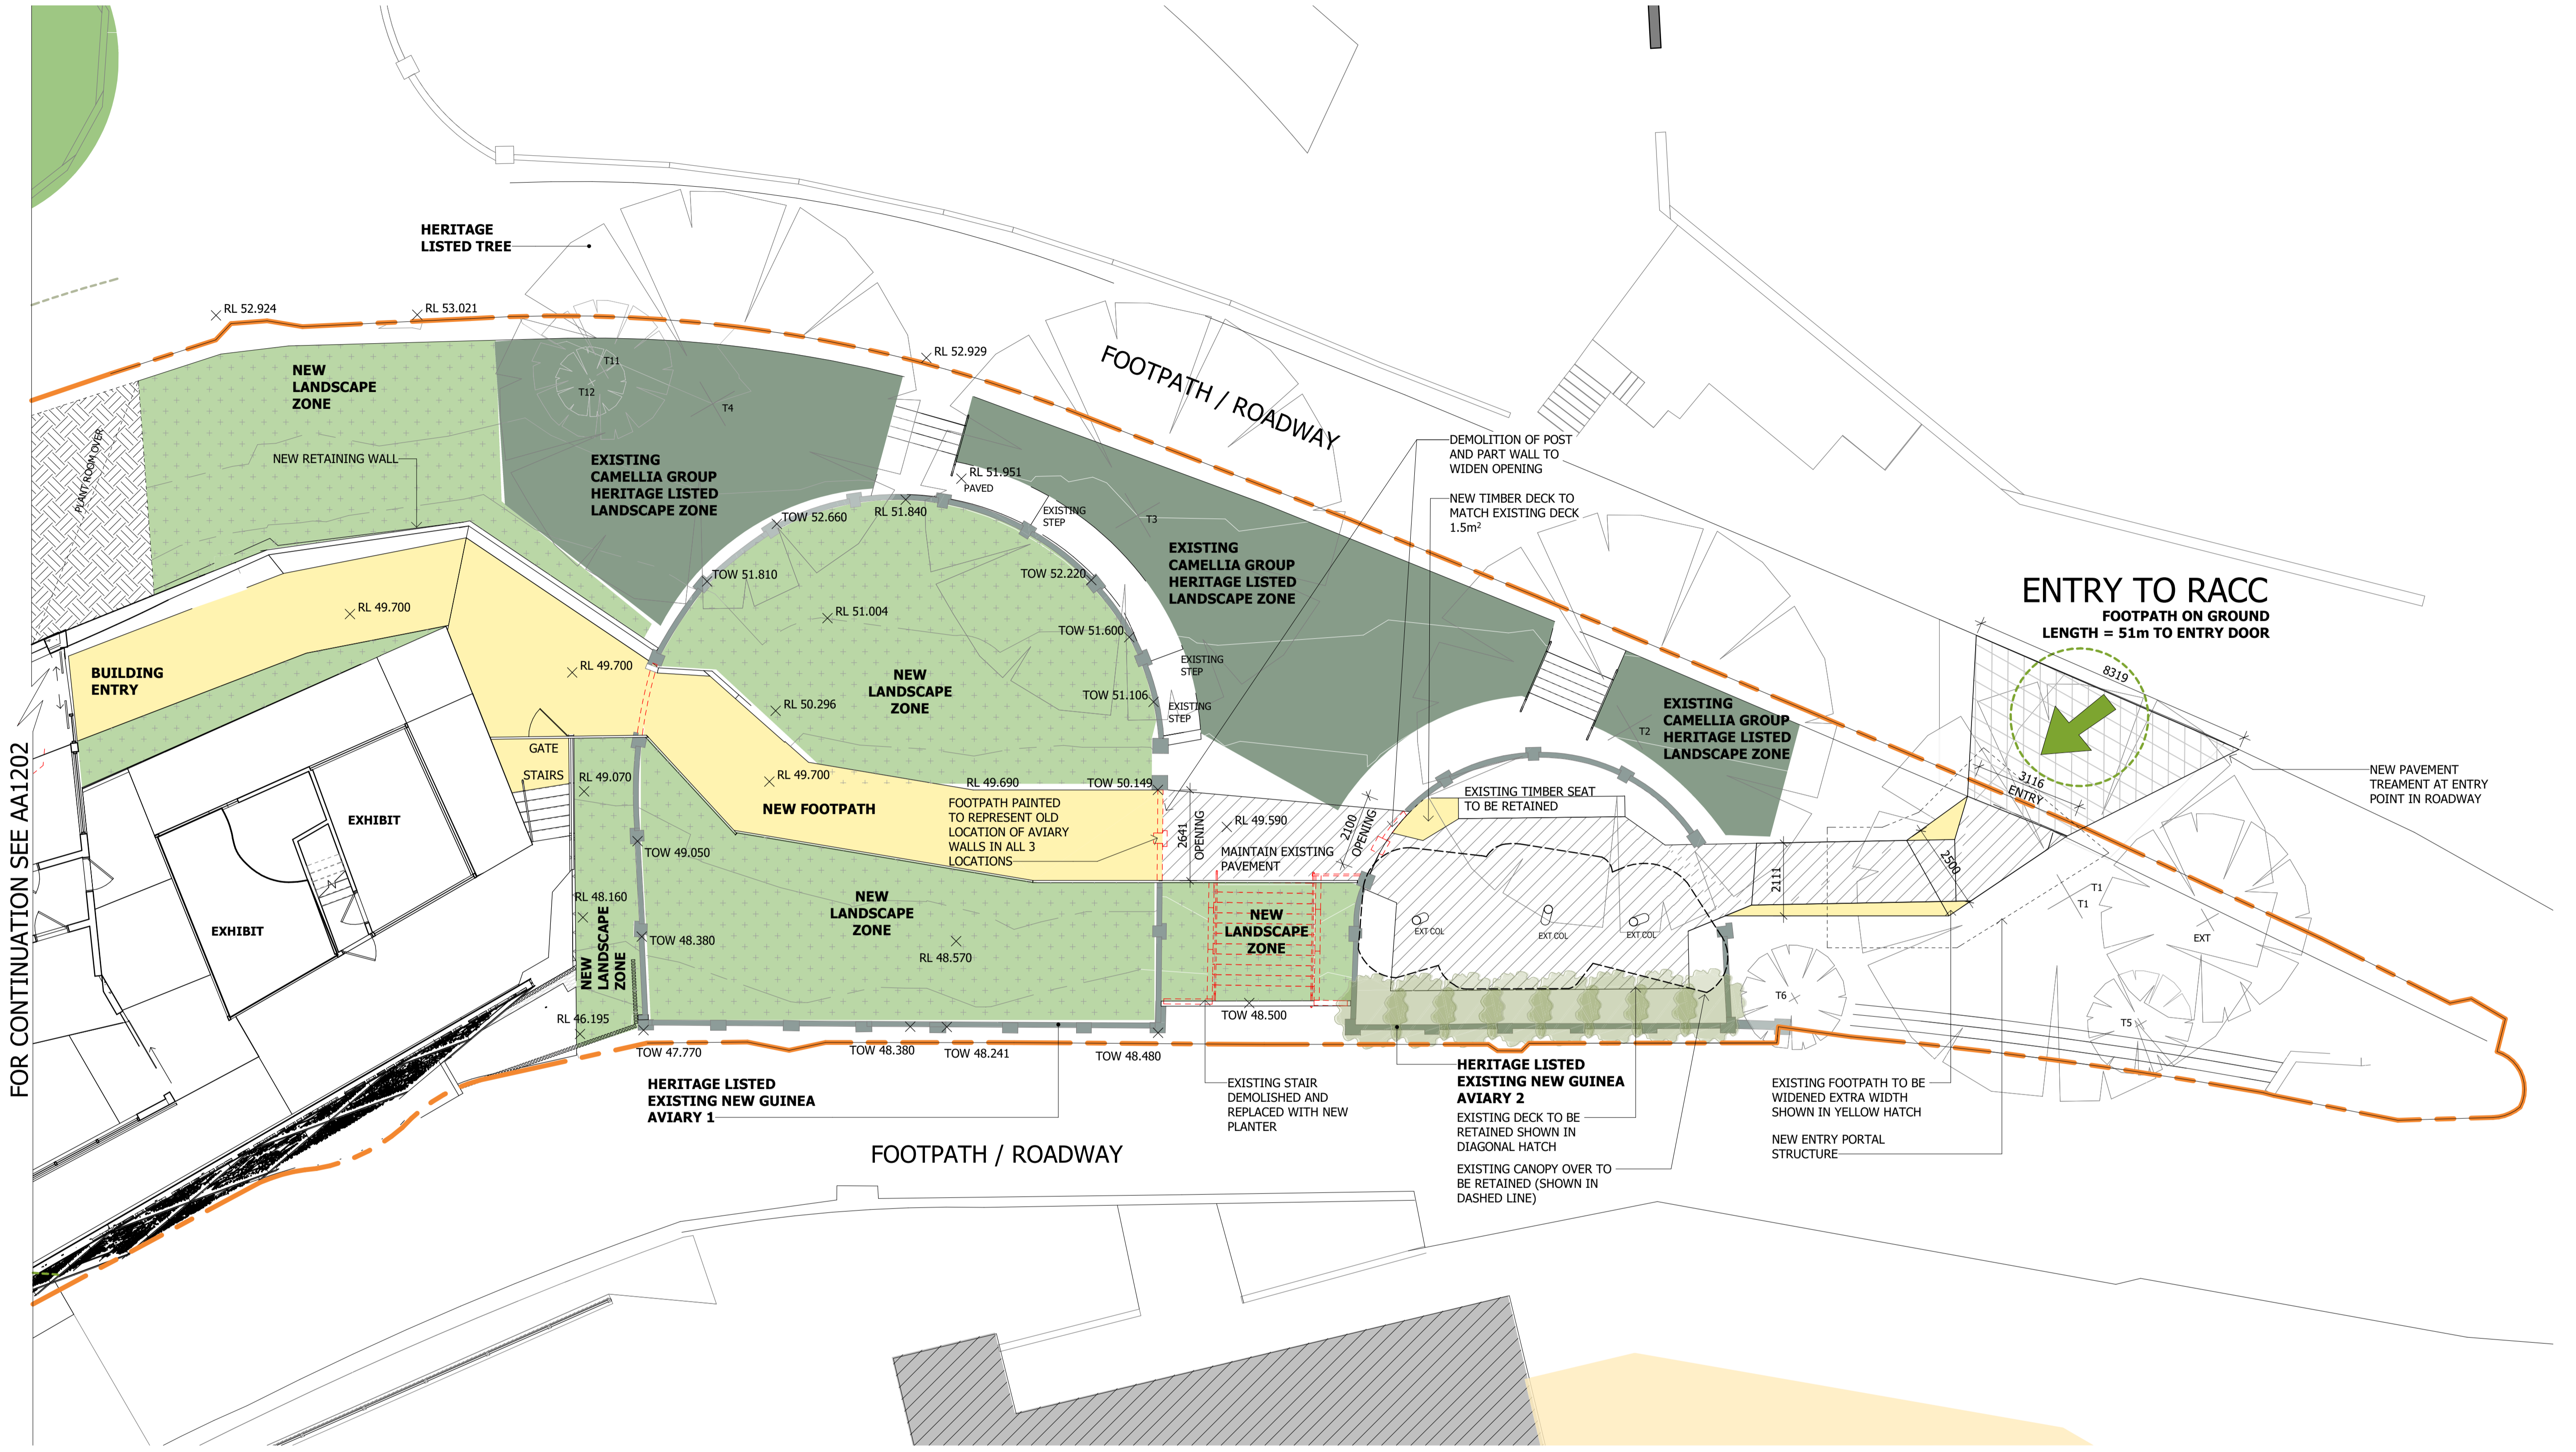 HERITAGE
LISTED TREE
RL 52.924
RL 53.021
RL 52.929
NEW
LANDSCAPE
ZONE
T11
T12
T4
FOOTPATH / ROADWAY
PLANT ROOM OVER
NEW RETAINING WALL
EXISTING
CAMELLIA GROUP
HERITAGE LISTED
LANDSCAPE ZONE
RL 51.951
PAVED
TOW 52.660
RL 51.840
EXISTING
STEP
T3
DEMOLITION OF POST
AND PART WALL TO
WIDEN OPENING
NEW TIMBER DECK TO
MATCH EXISTING DECK
1.5m²
EXISTING
CAMELLIA GROUP
HERITAGE LISTED
LANDSCAPE ZONE
TOW 51.810
TOW 52.220
RL 51.004
TOW 51.600
ENTRY TO RACC
FOOTPATH ON GROUND
LENGTH = 51m TO ENTRY DOOR
RL 49.700
BUILDING
ENTRY
RL 49.700
NEW
LANDSCAPE
ZONE
EXISTING
STEP
TOW 51.106
EXISTING
STEP
RL 50.296
8319
EXISTING
CAMELLIA GROUP
HERITAGE LISTED
LANDSCAPE ZONE
T2
GATE
STAIRS
RL 49.070
RL 49.700
RL 49.690
TOW 50.149
NEW FOOTPATH
FOOTPATH PAINTED
TO REPRESENT OLD
LOCATION OF AVIARY
WALLS IN ALL 3
LOCATIONS
2641
OPENING
RL 49.590
MAINTAIN EXISTING
PAVEMENT
2100
OPENING
EXISTING TIMBER SEAT
TO BE RETAINED
3116
ENTRY
NEW PAVEMENT
TREAMENT AT ENTRY
POINT IN ROADWAY
EXHIBIT
EXHIBIT
TOW 49.050
2111
2500
T1
T1
RL 48.160
NEW
LANDSCAPE
ZONE
TOW 48.380
NEW
LANDSCAPE
ZONE
RL 48.570
NEW
LANDSCAPE
ZONE
EXT COL
EXT COL
EXT COL
EXT
T6
T5
RL 46.195
TOW 47.770
TOW 48.380
TOW 48.241
TOW 48.480
TOW 48.500
HERITAGE LISTED
EXISTING NEW GUINEA
AVIARY 1
EXISTING STAIR
DEMOLISHED AND
REPLACED WITH NEW
PLANTER
HERITAGE LISTED
EXISTING NEW GUINEA
AVIARY 2
EXISTING DECK TO BE
RETAINED SHOWN IN
DIAGONAL HATCH
EXISTING CANOPY OVER TO
BE RETAINED (SHOWN IN
DASHED LINE)
EXISTING FOOTPATH TO BE
WIDENED EXTRA WIDTH
SHOWN IN YELLOW HATCH
NEW ENTRY PORTAL
STRUCTURE
FOOTPATH / ROADWAY
FOR CONTINUATION SEE AA1202